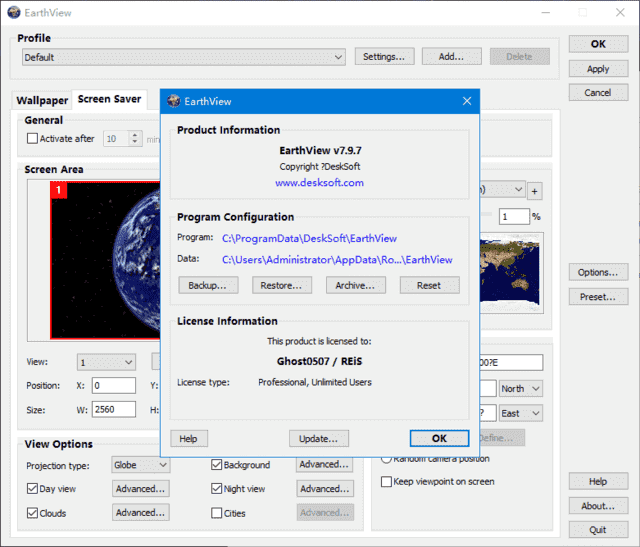 EarthView
Profile
Default
Settings...
Add...
Delete
OK
Apply
Cancel
Wallpaper
Screen Saver
General
Activate after
10
min
Screen Area
1
1
%
View:
1
Position:
X:
0
Y:
Size:
W:
2560
H:
00?E
North
?
East
Define...
Random camera position
Keep viewpoint on screen
Options...
Preset...
View Options
Projection type:
Globe
Background
Advanced...
Day view
Advanced...
Night view
Advanced...
Clouds
Advanced...
Cities
Advanced...
Help
About...
Quit
EarthView
Product Information
EarthView v7.9.7
Copyright ?DeskSoft
www.desksoft.com
Program Configuration
Program:
C:\ProgramData\DeskSoft\EarthView
Data:
C:\Users\Administrator\AppData\Ro...\EarthView
Backup...
Restore...
Archive...
Reset
License Information
This product is licensed to:
Ghost0507 / REiS
License type:
Professional, Unlimited Users
Help
Update...
OK